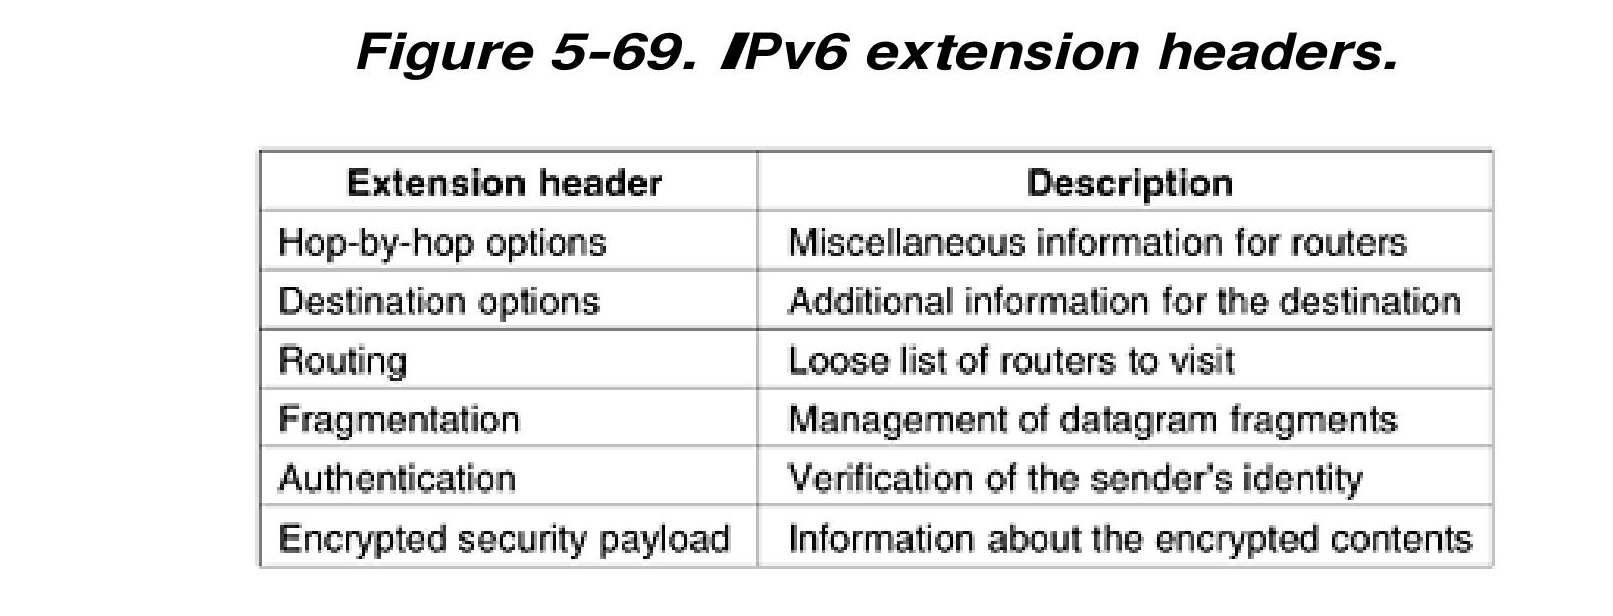 Figure 5-69. IPv6 extension headers.
Extension header Description
Hop-by-hop options Miscellaneous information for routers
Destination options Additional information for the destination
Routing Loose list of routers to visit
Fragmentation Management of datagram fragments
Authentication Verification of the sender's identity
Encrypted security payload Information about the encrypted contents